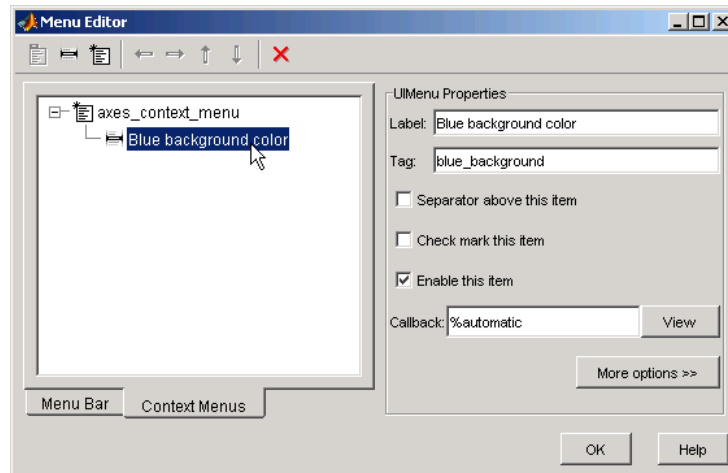 Menu Editor
axes_context_menu
Blue background color
UIMenu Properties
Label: Blue background color
Tag: blue_background
Separator above this item
Check mark this item
Enable this item
Callback: %automatic View
More options >>
Menu Bar Context Menus
OK Help